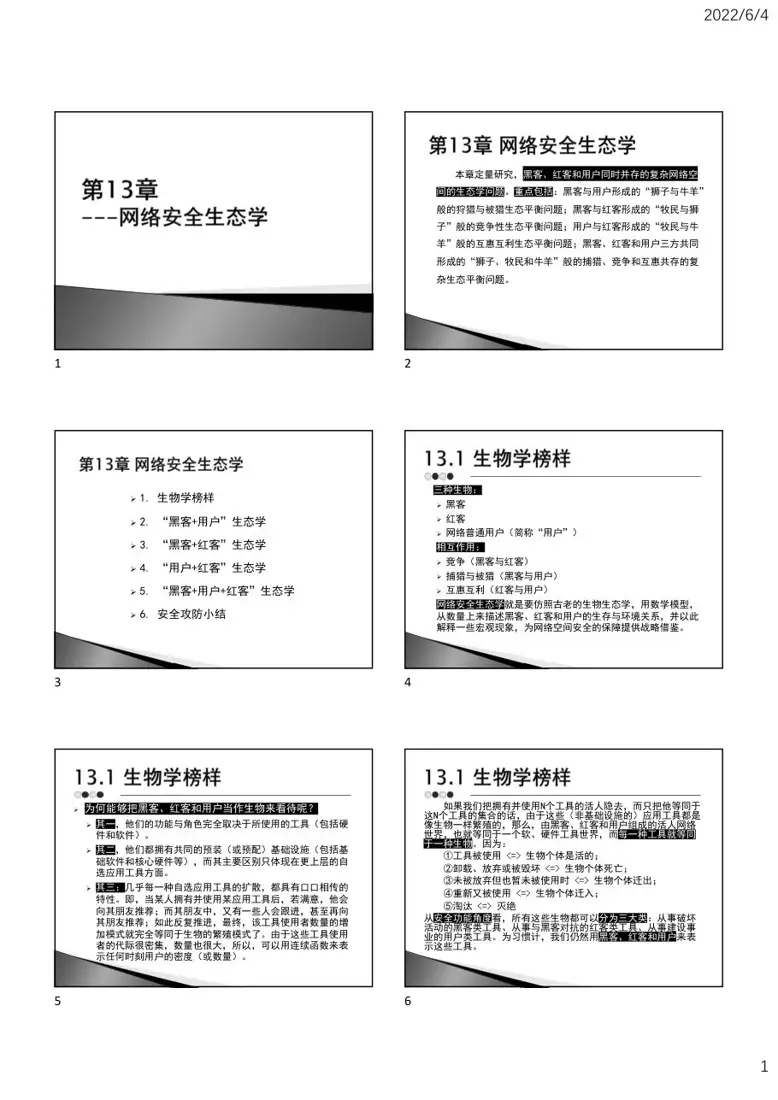 2022/6/4
第13章
---网络安全生态学
1
第13章 网络安全生态学
本章定量研究，黑客、红客和用户同时并存的复杂网络空
间的生态学问题。重点包括：黑客与用户形成的“狮子与牛羊”
般的狩猎与被猎生态平衡问题；黑客与红客形成的“牧民与狮
子”般的竞争性生态平衡问题；用户与红客形成的“牧民与牛
羊”般的互惠互利生态平衡问题；黑客、红客和用户三方共同
形成的“狮子、牧民和牛羊”般的捕猎、竞争和互惠共存的复
杂生态平衡问题。
2
第13章 网络安全生态学
➢ 1. 生物学榜样
➢ 2. “黑客+用户”生态学
➢ 3. “黑客+红客”生态学
➢ 4. “用户+红客”生态学
➢ 5. “黑客+用户+红客”生态学
➢ 6. 安全攻防小结
3
13.1 生物学榜样
三种生物：
➢ 黑客
➢ 红客
➢ 网络普通用户（简称“用户”）
相互作用：
➢ 竞争（黑客与红客）
➢ 捕猎与被猎（黑客与用户）
➢ 互惠互利（红客与用户）
网络安全生态学就是要仿照古老的生物生态学，用数学模型，
从数量上来描述黑客、红客和用户的生存与环境关系，并以此
解释一些宏观现象，为网络空间安全的保障提供战略借鉴。
4
13.1 生物学榜样
➢ 为何能够把黑客、红客和用户当作生物来看待呢？
➢ 其一，他们的功能与角色完全取决于所使用的工具（包括硬
件和软件）。
➢ 其二，他们都拥有共同的预装（或预配）基础设施（包括基
础软件和核心硬件等），而其主要区别只体现在更上层的自
选应用工具方面。
➢ 其三：几乎每一种自选应用工具的扩散，都具有口口相传的
特性。即，当某人拥有并使用某应用工具后，若满意，他会
向其朋友推荐；而其朋友中，又有一些人会跟进，甚至再向
其朋友推荐；如此反复推进，最终，该工具使用者数量的增
加模式就完全等同于生物的繁殖模式了。由于这些工具使用
者的代际很密集，数量也很大，所以，可以用连续函数来表
示任何时刻用户的密度（或数量）。
5
13.1 生物学榜样
如果我们把拥有并使用N个工具的活人隐去，而只把他等同于
这N个工具的集合的话，由于这些（非基础设施的）应用工具都是
像生物一样繁殖的，那么，由黑客、红客和用户组成的活人网络
世界，也就等同于一个软、硬件工具世界，而每一种工具就等同
于一种生物。因为：
①工具被使用 <=> 生物个体是活的；
②卸载、放弃或被毁坏 <=> 生物个体死亡；
③未被放弃但也暂未被使用时 <=> 生物个体迁出；
④重新又被使用 <=> 生物个体迁入；
⑤淘汰 <=> 灭绝
从安全功能角度看，所有这些生物都可以分为三大类：从事破坏
活动的黑客类工具、从事与黑客对抗的红客类工具、从事建设事
业的用户类工具。为习惯计，我们仍然用黑客、红客和用户来表
示这些工具。
6
1